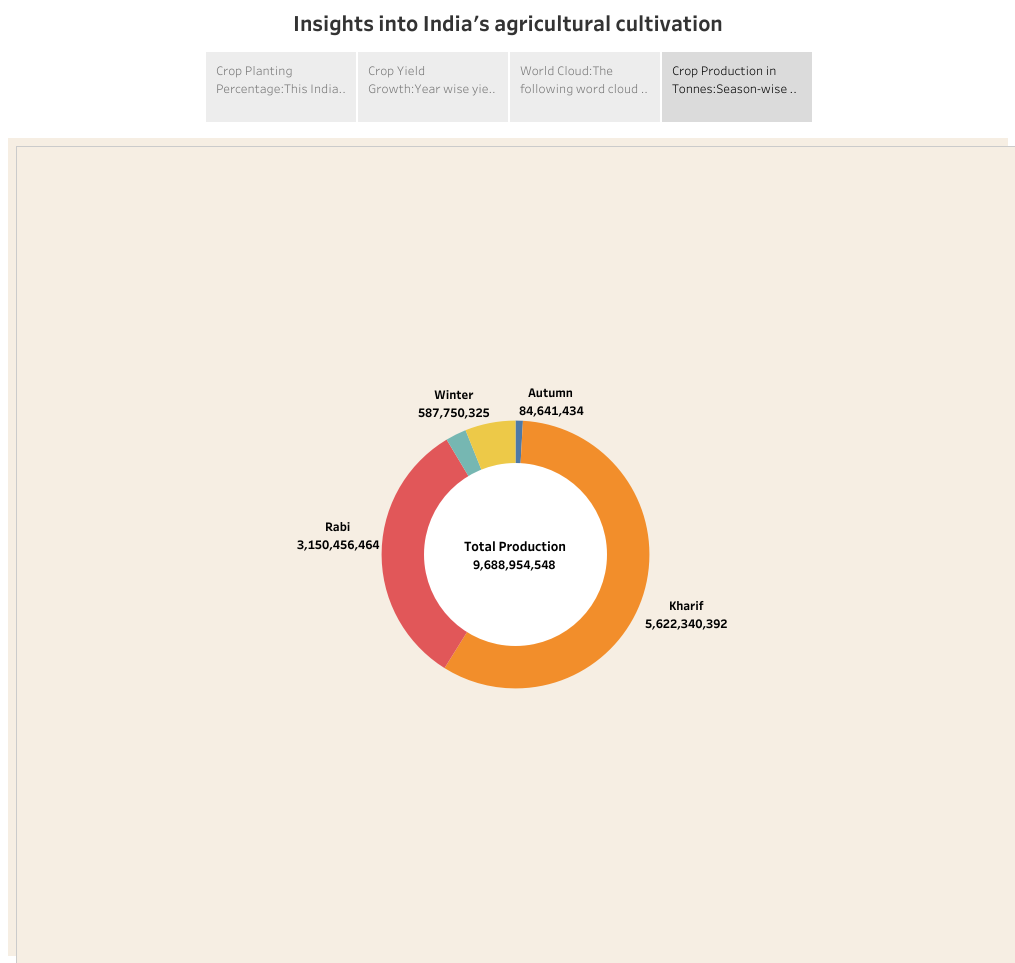 Insights into India's agricultural cultivation
Crop Planting
Percentage:This India..
Crop Yield
Growth:Year wise yie..
World Cloud:The
following word cloud ..
Crop Production in
Tonnes:Season-wise ..
Winter
587,750,325
Autumn
84,641,434
Rabi
3,150,456,464
Total Production
9,688,954,548
Kharif
5,622,340,392